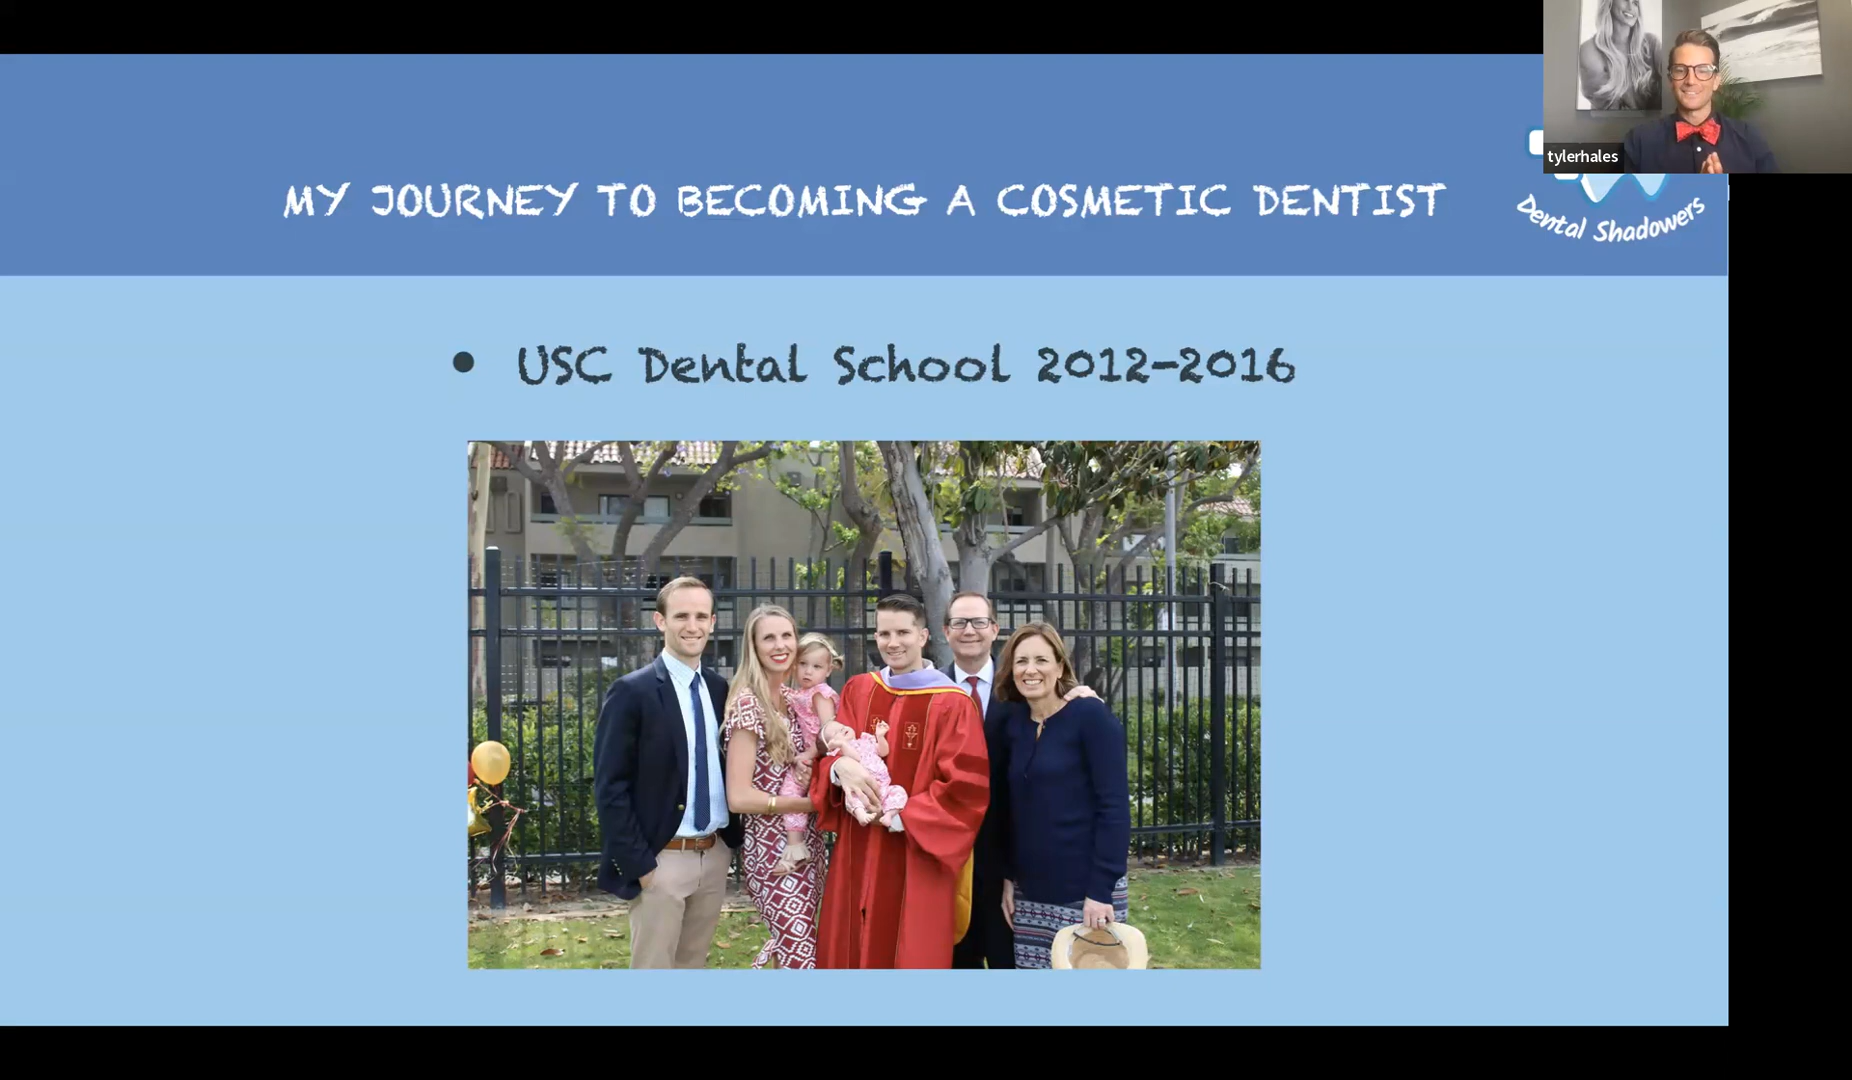 tylerhales
MY JOURNEY TO BECOMING A COSMETIC DENTIST
Dental Shadowers
• USC Dental School 2012-2016